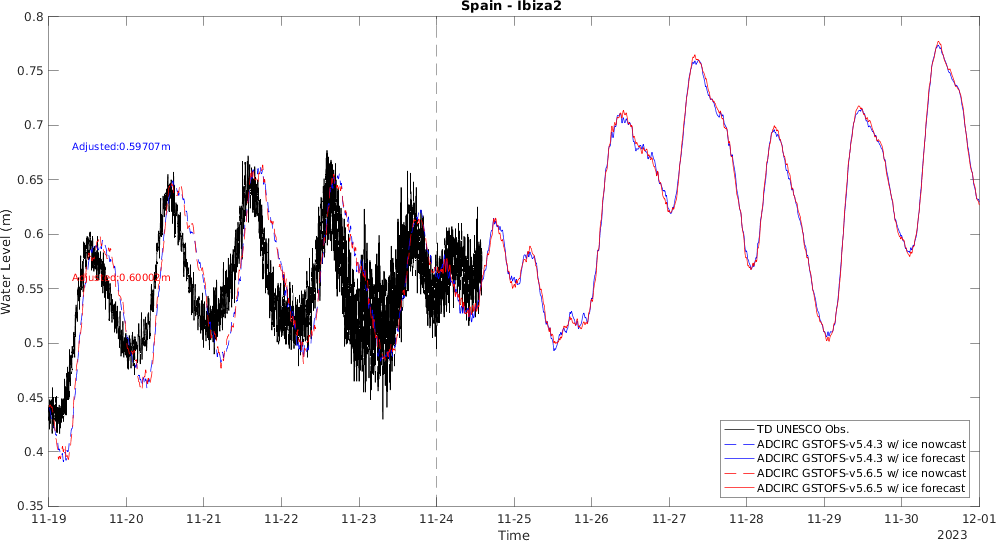 Spain - Ibiza2
0.8
0.75
0.7
0.65
0.6
0.55
0.5
0.45
0.4
0.35
Water Level (m)
Adjusted:0.59707m
Adjusted:0.60009m
TD UNESCO Obs.
ADCIRC GSTOFS-v5.4.3 w/ ice nowcast
ADCIRC GSTOFS-v5.4.3 w/ ice forecast
ADCIRC GSTOFS-v5.6.5 w/ ice nowcast
ADCIRC GSTOFS-v5.6.5 w/ ice forecast
11-19 11-20 11-21 11-22 11-23 11-24 11-25 11-26 11-27 11-28 11-29 11-30 12-01
Time
2023